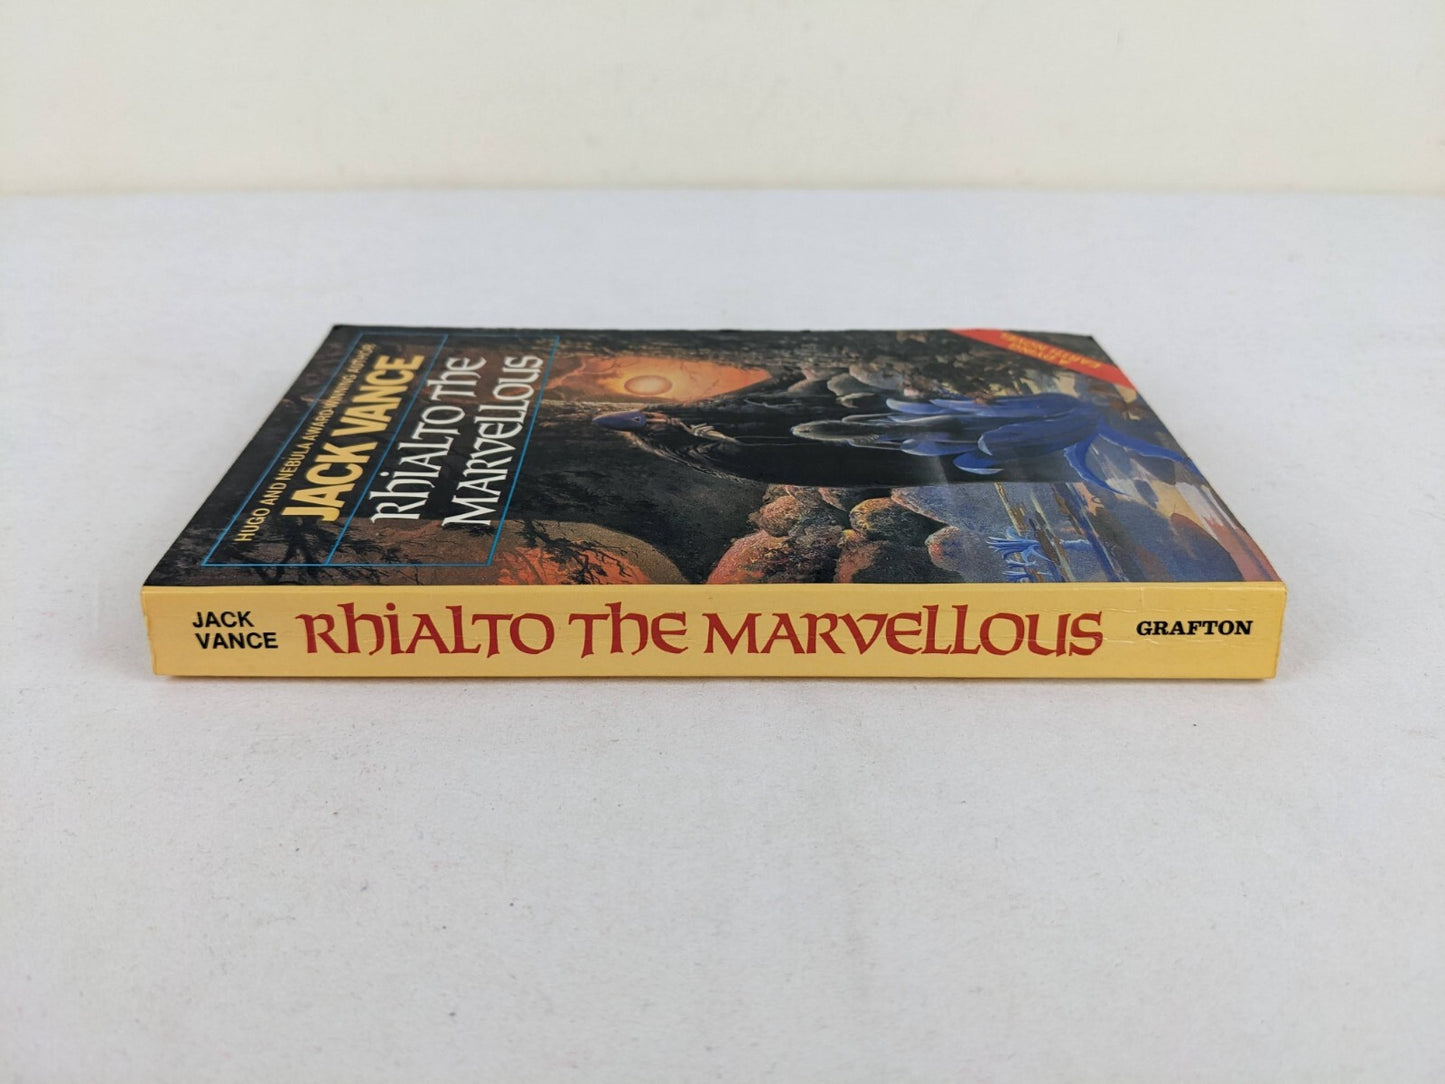 HUGO AND NEBULA AWARD WINNING AUTHOR
JACK VANCE
RhiALTO The
MARVELLOUS
JACK
VANCE
RhiALTO The MARVELLOUS
GRAFTON